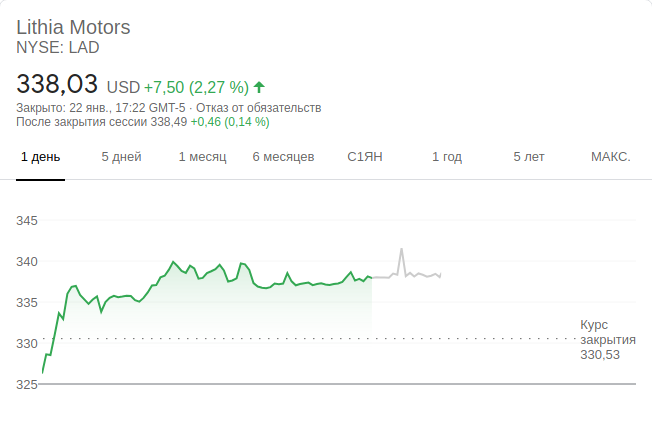 Lithia Motors
NYSE: LAD
338,03 USD +7,50 (2,27 %)
Закрыто: 22 янв., 17:22 GMT-5 · Отказ от обязательств
После закрытия сессии 338,49 +0,46 (0,14 %)
1 день 5 дней 1 месяц 6 месяцев С1ЯН 1 год 5 лет МАКС.
345
340
335
330
325
Курс
закрытия
330,53